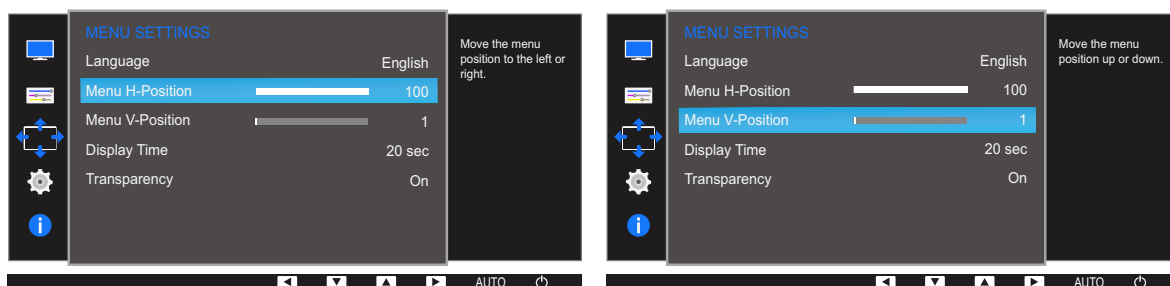 MENU SETTINGS
Language English
Menu H-Position 100
Menu V-Position 1
Display Time 20 sec
Transparency On
Move the menu
position to the left or
right.
AUTO
MENU SETTINGS
Language English
Menu H-Position 100
Menu V-Position 1
Display Time 20 sec
Transparency On
Move the menu
position up or down.
AUTO